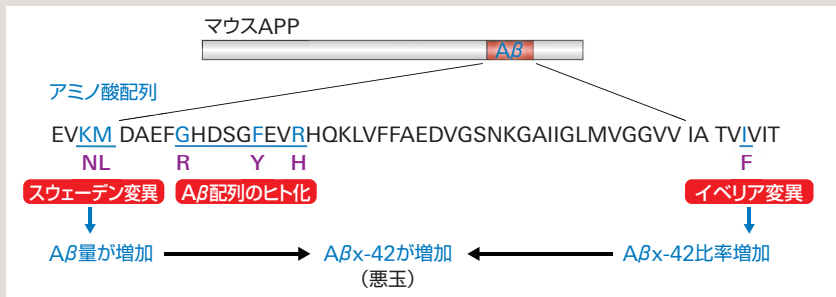 マウスAPP
Aβ
アミノ酸配列
EVKM DAEFGHDSGFEVRHQKLVFFAEDVGSNKGAIIGLMVGGVV IA TVIVIT
NL R Y H F
スウェーデン変異 Aβ配列のヒト化 イベリア変異
Aβ量が増加 Aβx-42が増加 Aβx-42比率増加
(悪玉)